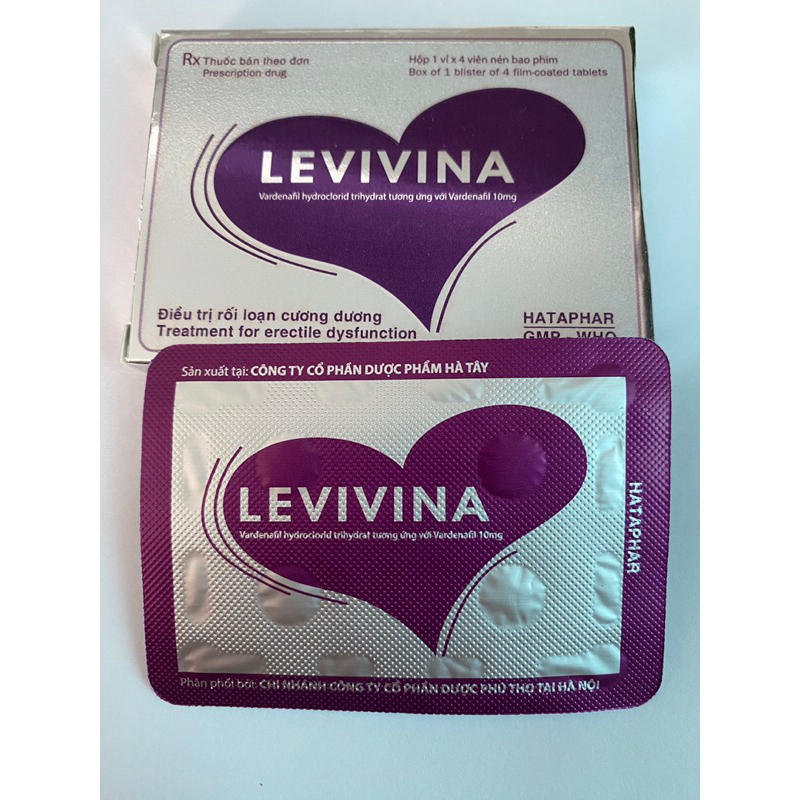 Rx Thuốc bán theo đơn
Prescription drug
Hộp 1 vỉ x 4 viên nén bao phim
Box of 1 blister of 4 film-coated tablets
LEVIVINA
Vardenafil hydroclorid trihydrat tương ứng với Vardenafil 10mg
Điều trị rối loạn cương dương
Treatment for erectile dysfunction
HATAPHAR
GMP - WHO
Sản xuất tại: CÔNG TY CỔ PHẦN DƯỢC PHẨM HÀ TÂY
LEVIVINA
Vardenafil hydroclorid trihydrat tương ứng với Vardenafil 10mg
HATAPHAR
Phân phối bởi: CHI NHÁNH CÔNG TY CỔ PHẦN DƯỢC PHÚ THỌ TẠI HÀ NỘI